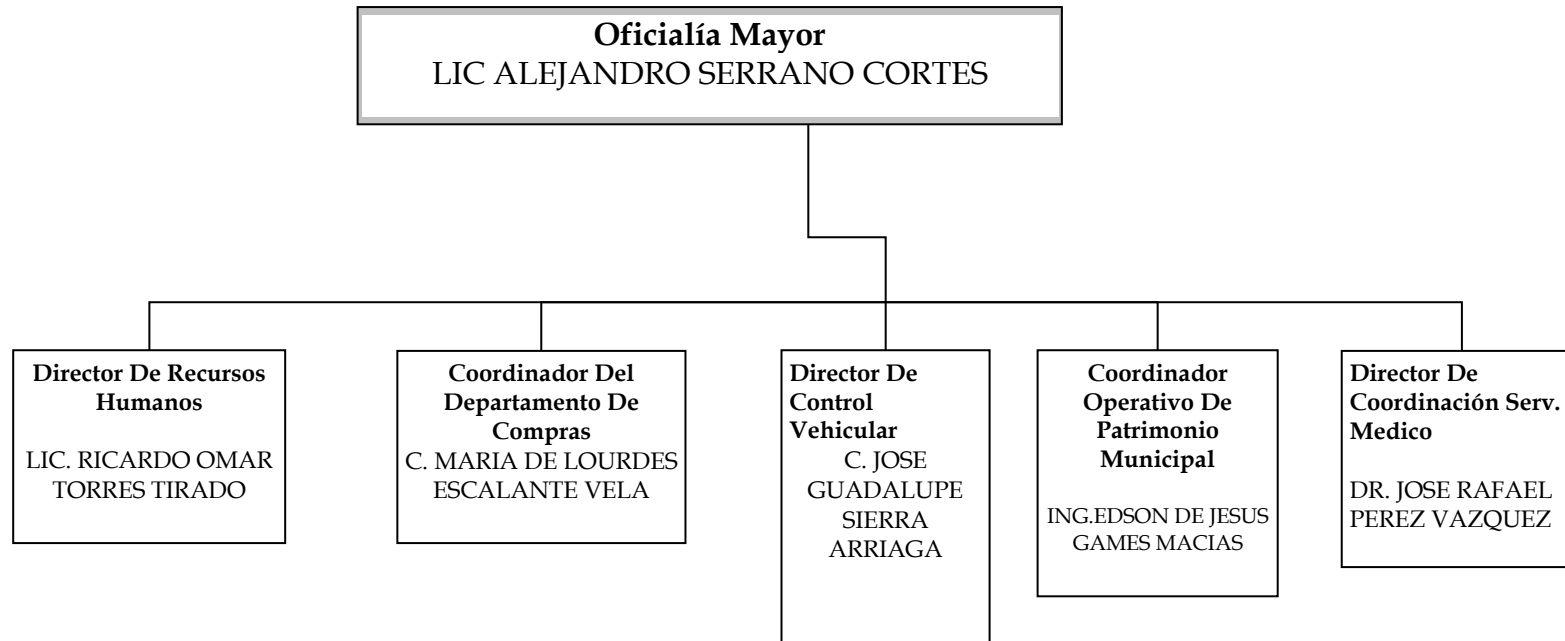 Oficialía Mayor
LIC ALEJANDRO SERRANO CORTES
Director De Recursos
Humanos
LIC. RICARDO OMAR
TORRES TIRADO
Coordinador Del
Departamento De
Compras
C. MARIA DE LOURDES
ESCALANTE VELA
Director De
Control
Vehicular
C. JOSE
GUADALUPE
SIERRA
ARRIAGA
Coordinador
Operativo De
Patrimonio
Municipal
ING.EDSON DE JESUS
GAMES MACIAS
Director De
Coordinación Serv.
Medico
DR. JOSE RAFAEL
PEREZ VAZQUEZ